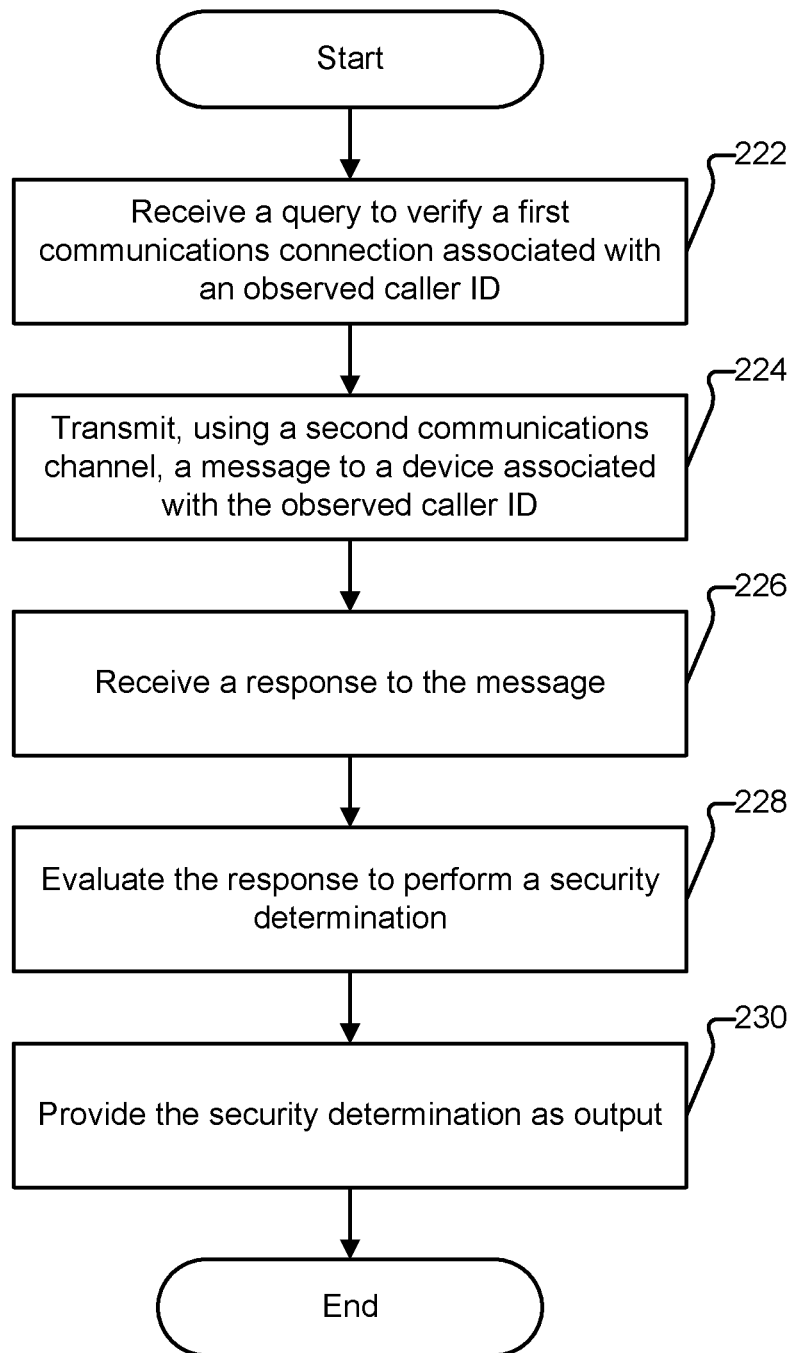 Start
222
Receive a query to verify a first
communications connection associated with
an observed caller ID
224
Transmit, using a second communications
channel, a message to a device associated
with the observed caller ID
226
Receive a response to the message
228
Evaluate the response to perform a security
determination
230
Provide the security determination as output
End